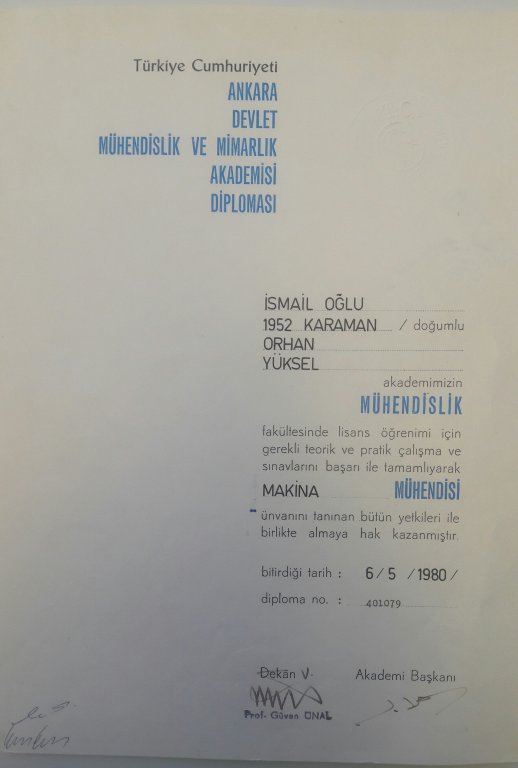 Türkiye Cumhuriyeti
ANKARA
DEVLET
MÜHENDİSLİK VE MİMARLIK
AKADEMİSİ
DİPLOMASI
İSMAİL OĞLU
1952 KARAMAN / doğumlu
ORHAN
YÜKSEL
akademimizin
MÜHENDİSLİK
fakültesinde lisans öğrenimi için
gerekli teorik ve pratik çalışma ve
sınavlarını başarı ile tamamlıyarak
MAKİNA MÜHENDİSİ
ünvanını tanınan bütün yetkileri ile
birlikte almaya hak kazanmıştır.
bitirdiği tarih : 6/5/1980/
diploma no. : 401079
Dekân V. Akademi Başkanı
Prof. Güven ÖNAL